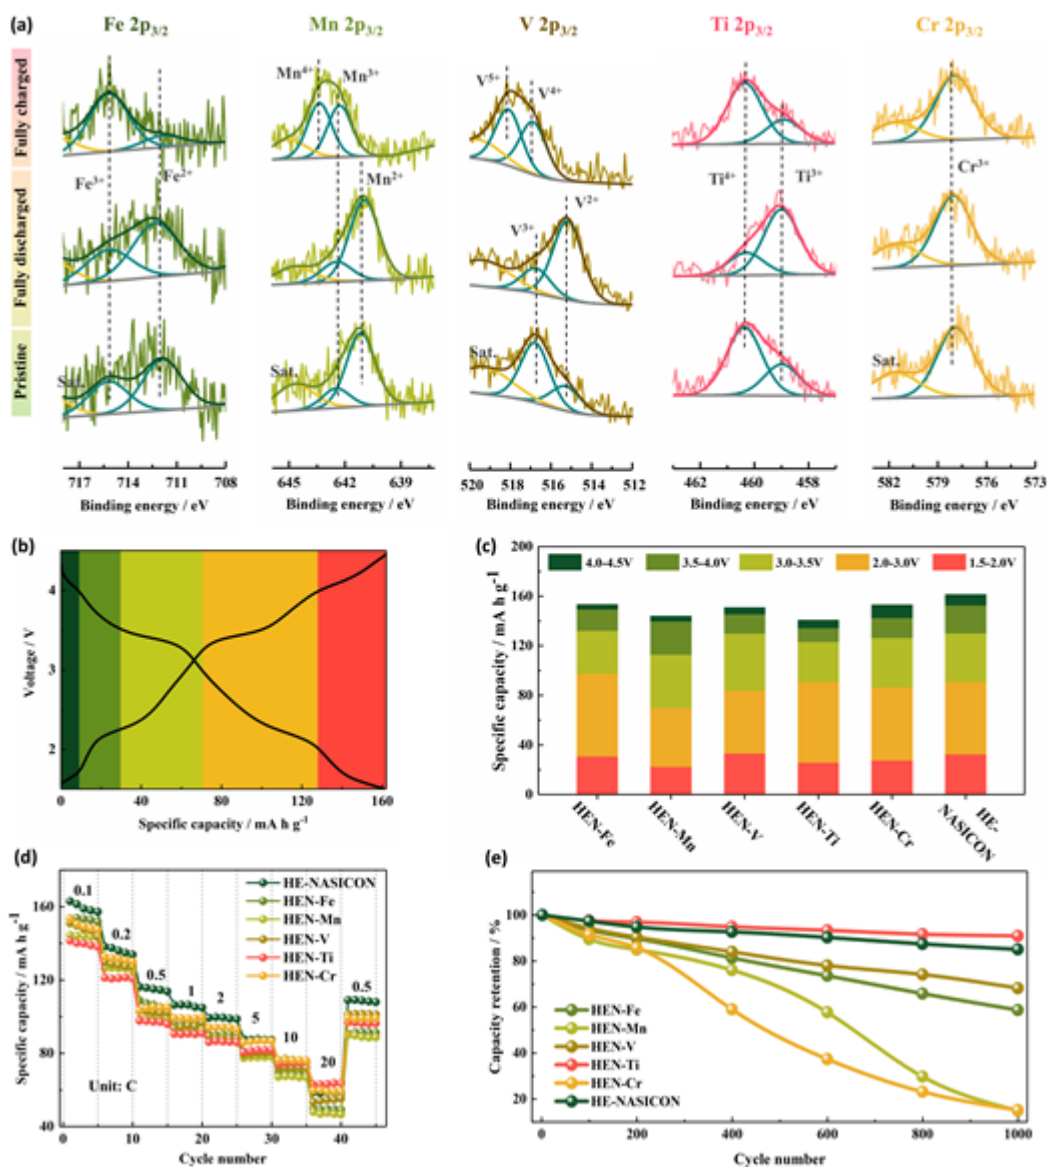 (a)
Fe 2p3/2
Mn 2p3/2
V 2p3/2
Ti 2p3/2
Cr 2p3/2
Fully charged
Fully discharged
Pristine
Fe3+
Fe2+
Sat.
717 714 711 708
Binding energy / eV
Mn4+
Mn3+
Mn2+
Sat.
645 642 639
Binding energy / eV
V5+
V4+
V3+
V2+
Sat.
520 518 516 514 512
Binding energy / eV
Ti4+
Ti3+
462 460 458
Binding energy / eV
Cr3+
Sat.
582 579 576 573
Binding energy / eV
(b)
Voltage / V
4
3
2
0 40 80 120 160
Specific capacity / mA h g-1
(c)
Specific capacity / mA h g-1
200
160
120
80
40
0
4.0-4.5V
3.5-4.0V
3.0-3.5V
2.0-3.0V
1.5-2.0V
HEN-Fe
HEN-Mn
HEN-V
HEN-Ti
HEN-Cr
HE-
NASICON
(d)
Specific capacity / mA h g-1
160
120
80
40
0.1
0.2
0.5
1
2
5
10
20
0.5
HE-NASICON
HEN-Fe
HEN-Mn
HEN-V
HEN-Ti
HEN-Cr
Unit: C
0 10 20 30 40
Cycle number
(e)
Capacity retention / %
100
80
60
40
20
HEN-Fe
HEN-Mn
HEN-V
HEN-Ti
HEN-Cr
HE-NASICON
0 200 400 600 800 1000
Cycle number